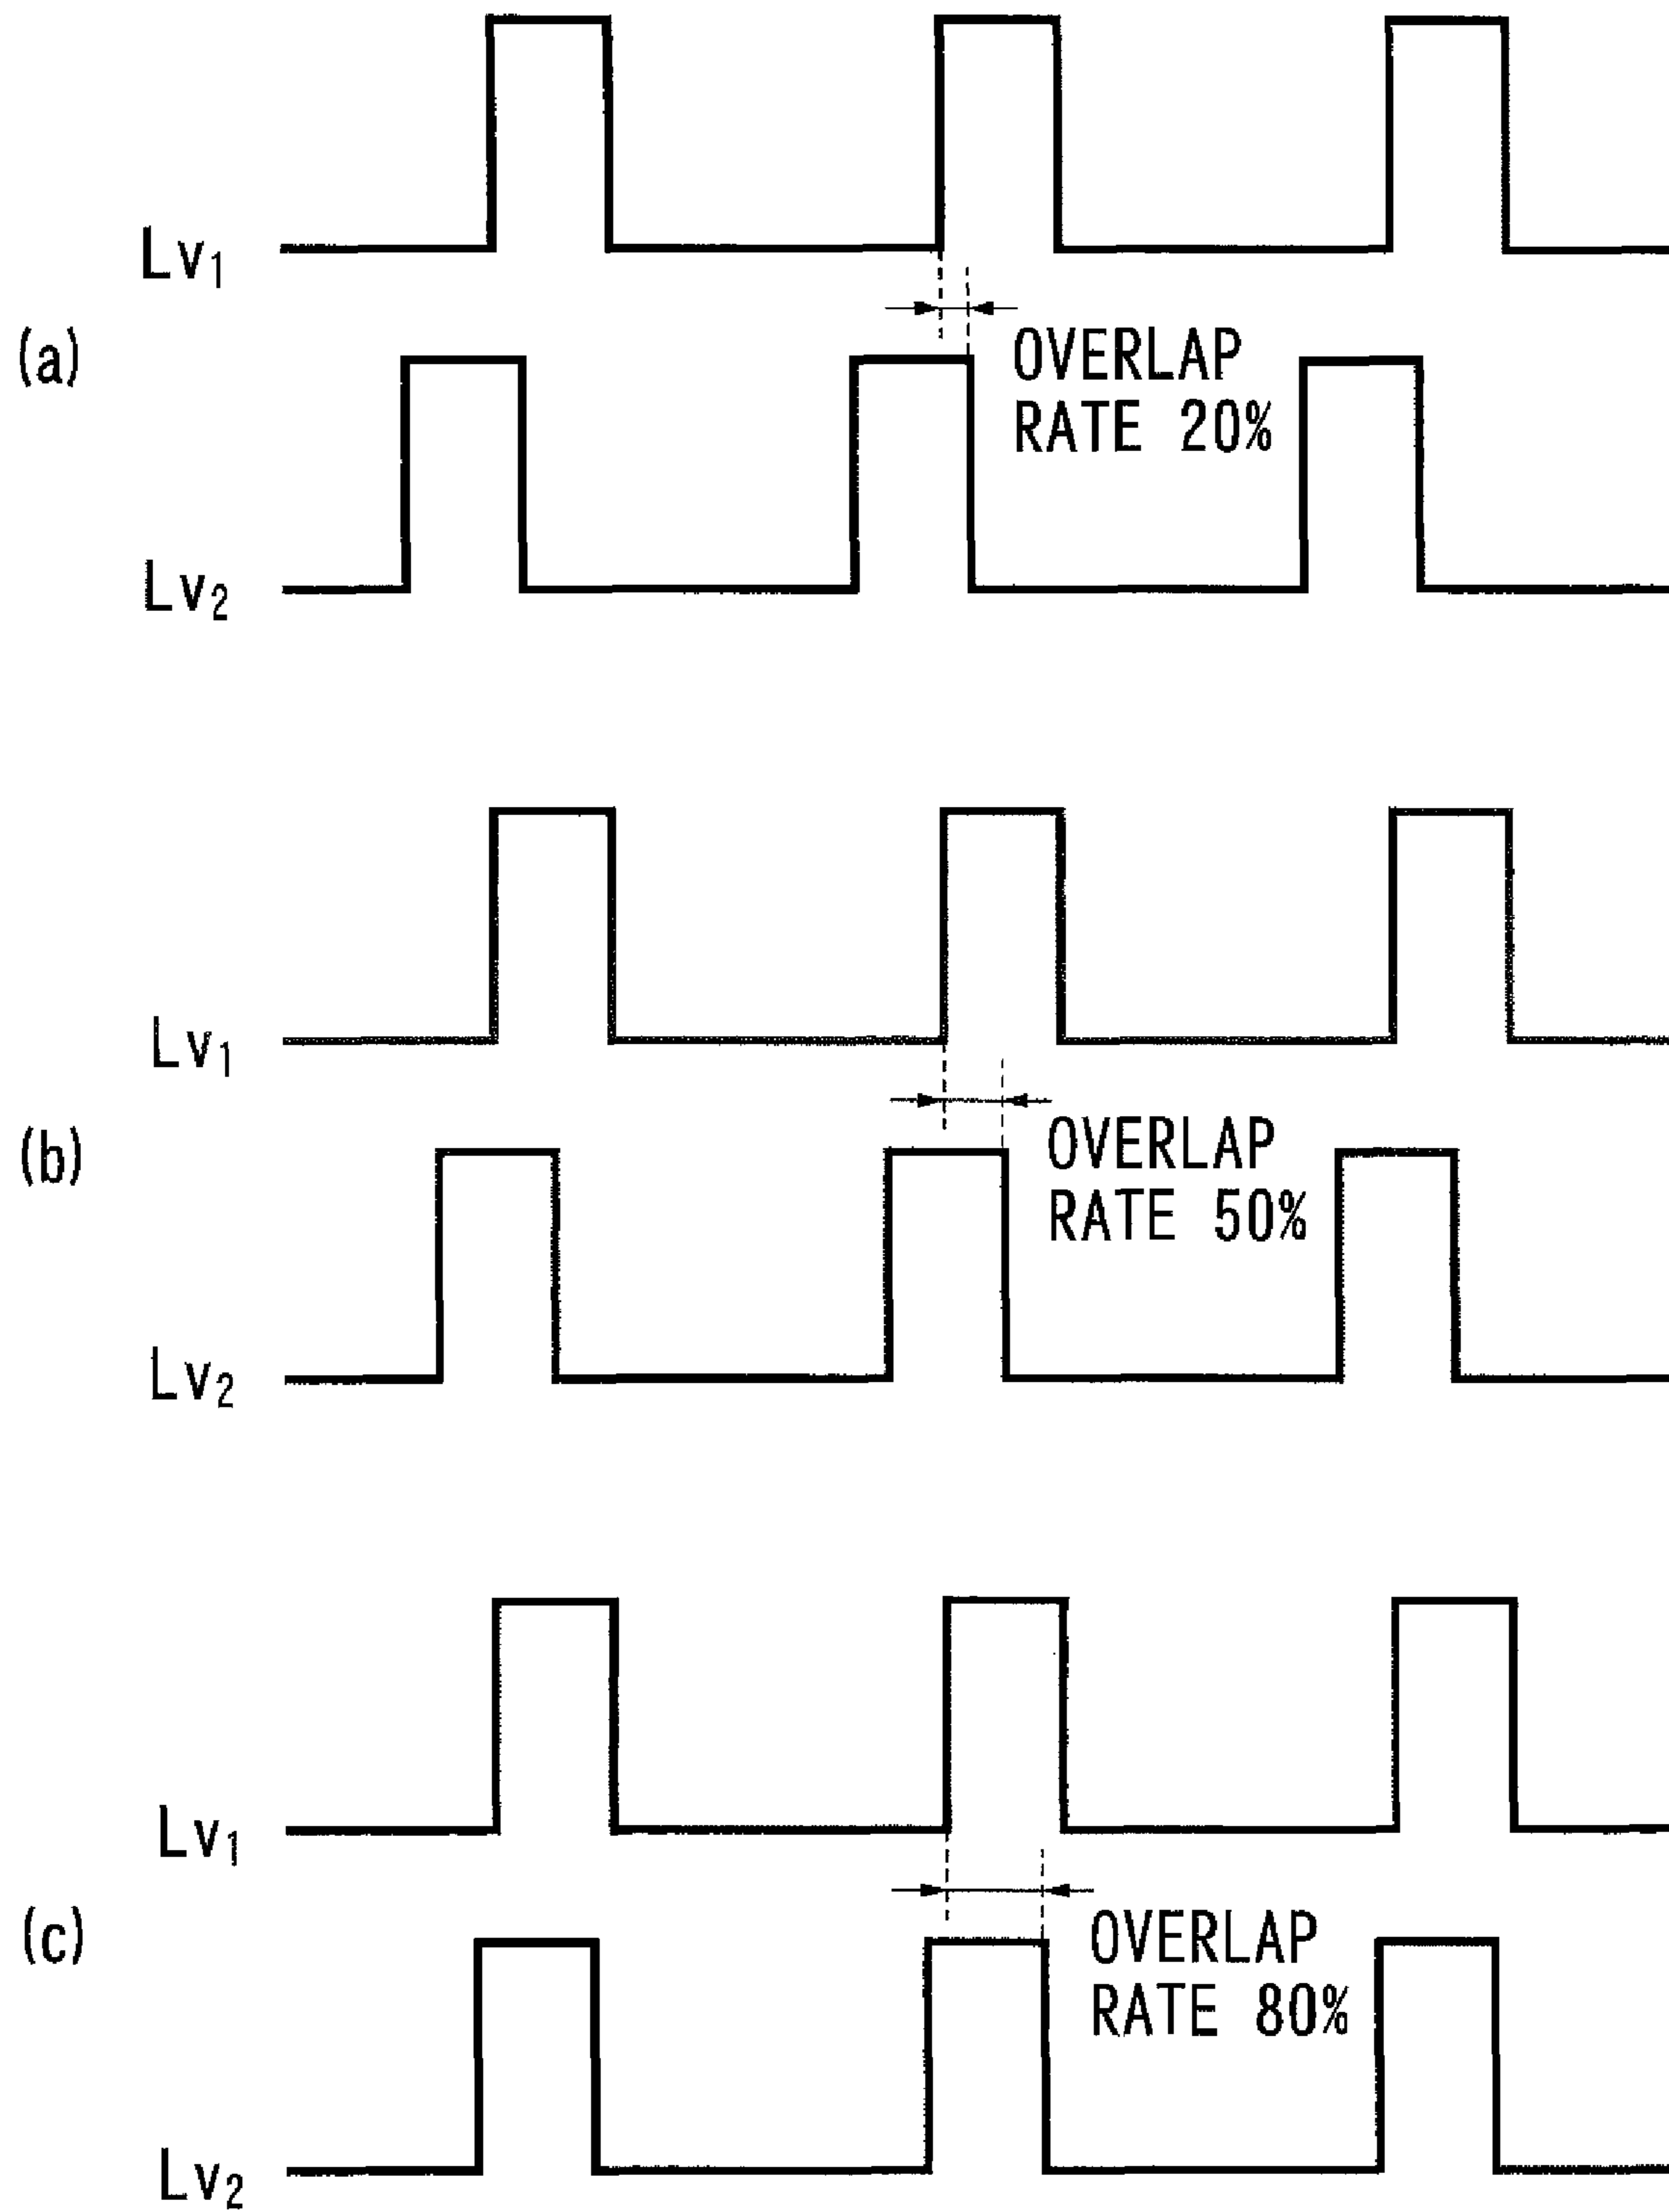 Lv₁
(a)
OVERLAP
RATE 20%
Lv₂
Lv₁
(b)
OVERLAP
RATE 50%
Lv₂
Lv₁
(c)
OVERLAP
RATE 80%
Lv₂